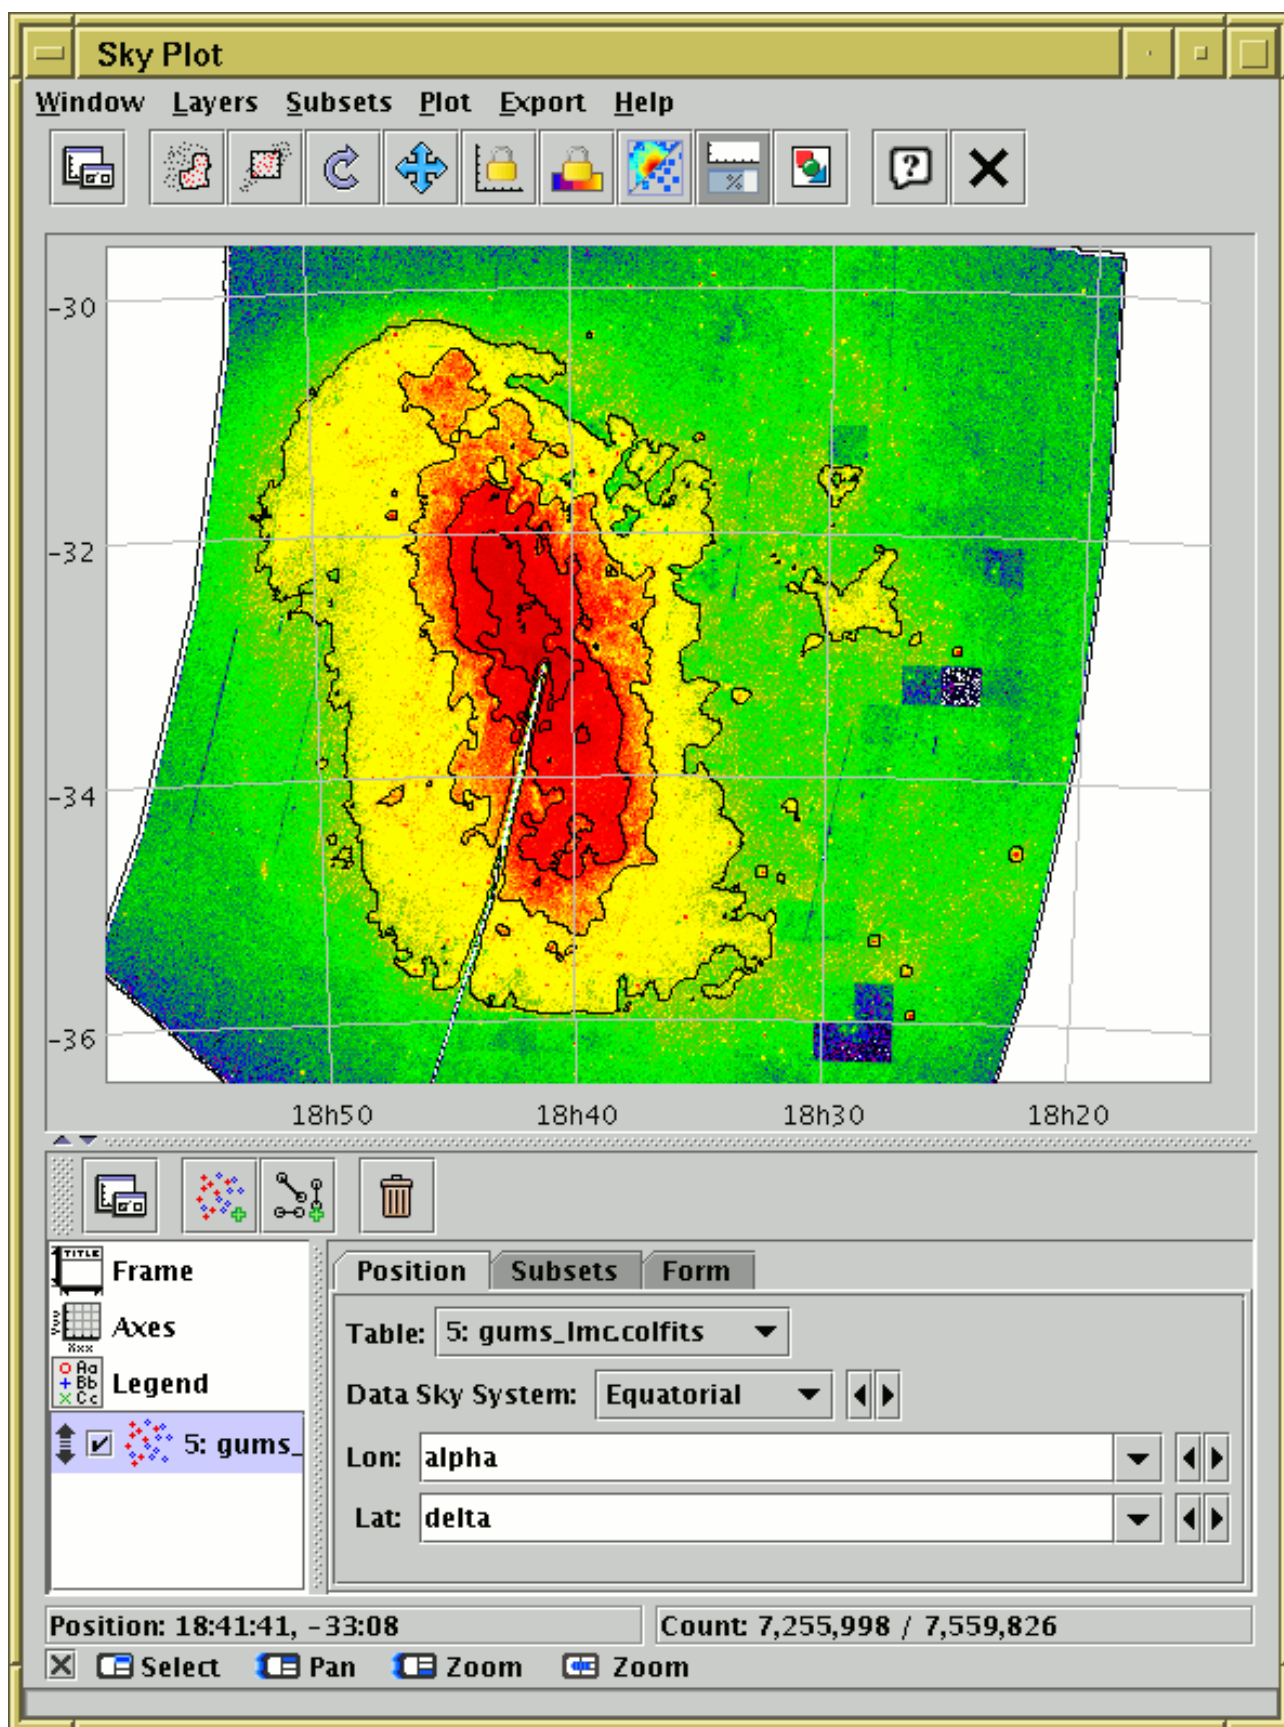 Sky Plot
Window Layers Subsets Plot Export Help
-30
-32
-34
-36
18h50 18h40 18h30 18h20
TITLE
Frame
Position Subsets Form
Axes
Table: 5: gums_lmc.colfits
Aa
Bb
Cc
Legend
Data Sky System: Equatorial
5: gums_
Lon: alpha
Lat: delta
Position: 18:41:41, -33:08 Count: 7,255,998 / 7,559,826
Select Pan Zoom Zoom